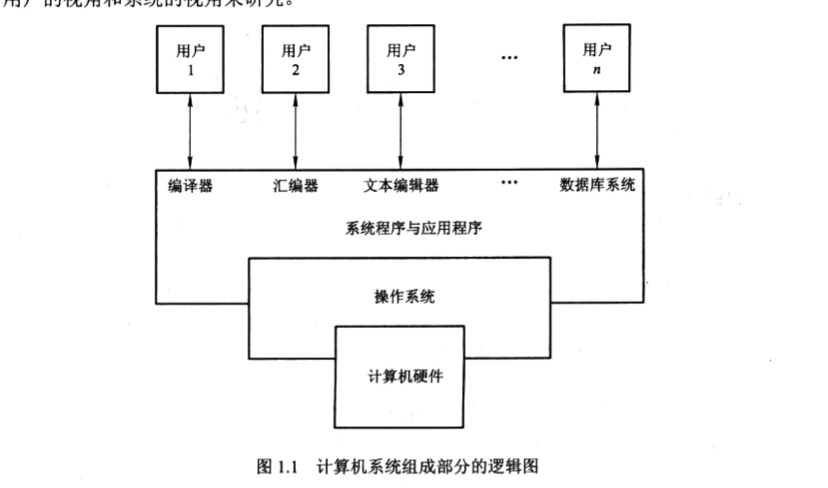 用户的视角和系统的视角来研究。
用户 用户 用户 … 用户
1 2 3 n
编译器 汇编器 文本编辑器 … 数据库系统
系统程序与应用程序
操作系统
计算机硬件
图 1.1 计算机系统组成部分的逻辑图